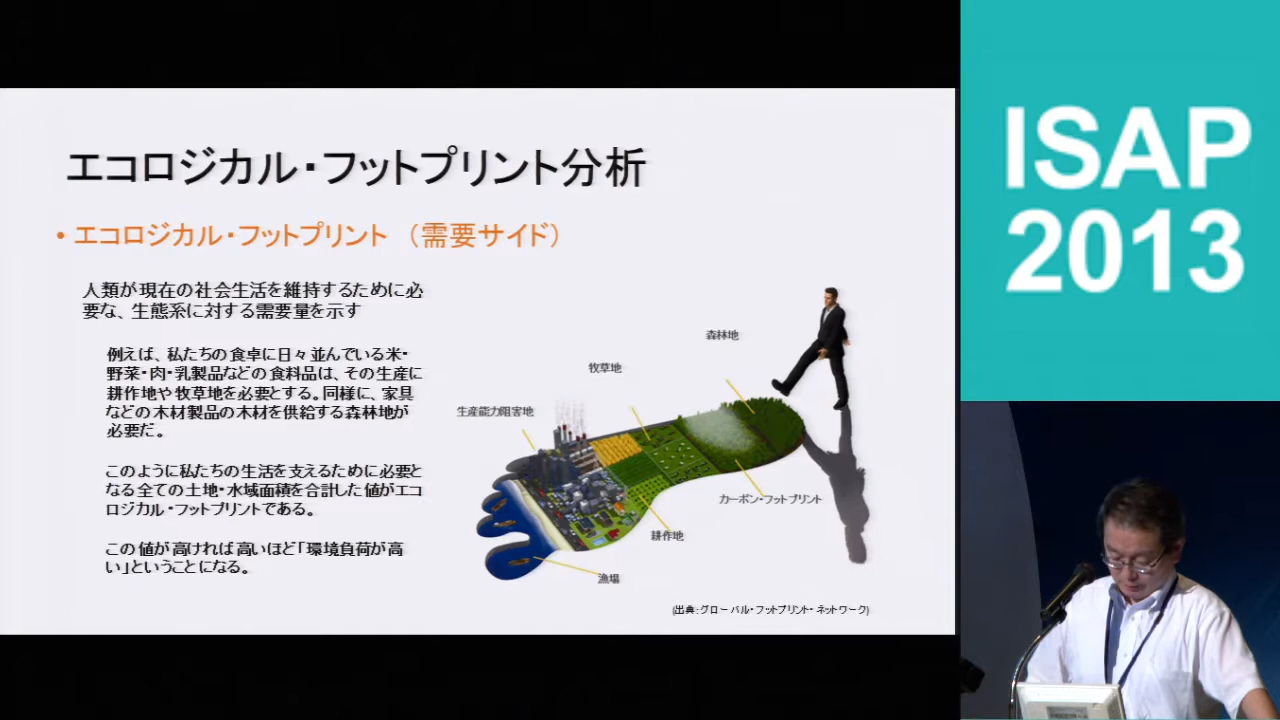 エコロジカル・フットプリント分析
• エコロジカル・フットプリント （需要サイド）
人類が現在の社会生活を維持するために必
要な、生態系に対する需要量を示す
例えば、私たちの食卓に日々並んでいる米・
野菜・肉・乳製品などの食料品は、その生産に
耕作地や牧草地を必要とする。同様に、家具
などの木材製品の木材を供給する森林地が
必要だ。
このように私たちの生活を支えるために必要と
なる全ての土地・水域面積を合計した値がエコ
ロジカル・フットプリントである。
この値が高ければ高いほど「環境負荷が高
い」ということになる。
森林地
牧草地
生産能力阻害地
カーボン・フットプリント
耕作地
漁場
(出典：グローバル・フットプリント・ネットワーク)
ISAP
2013